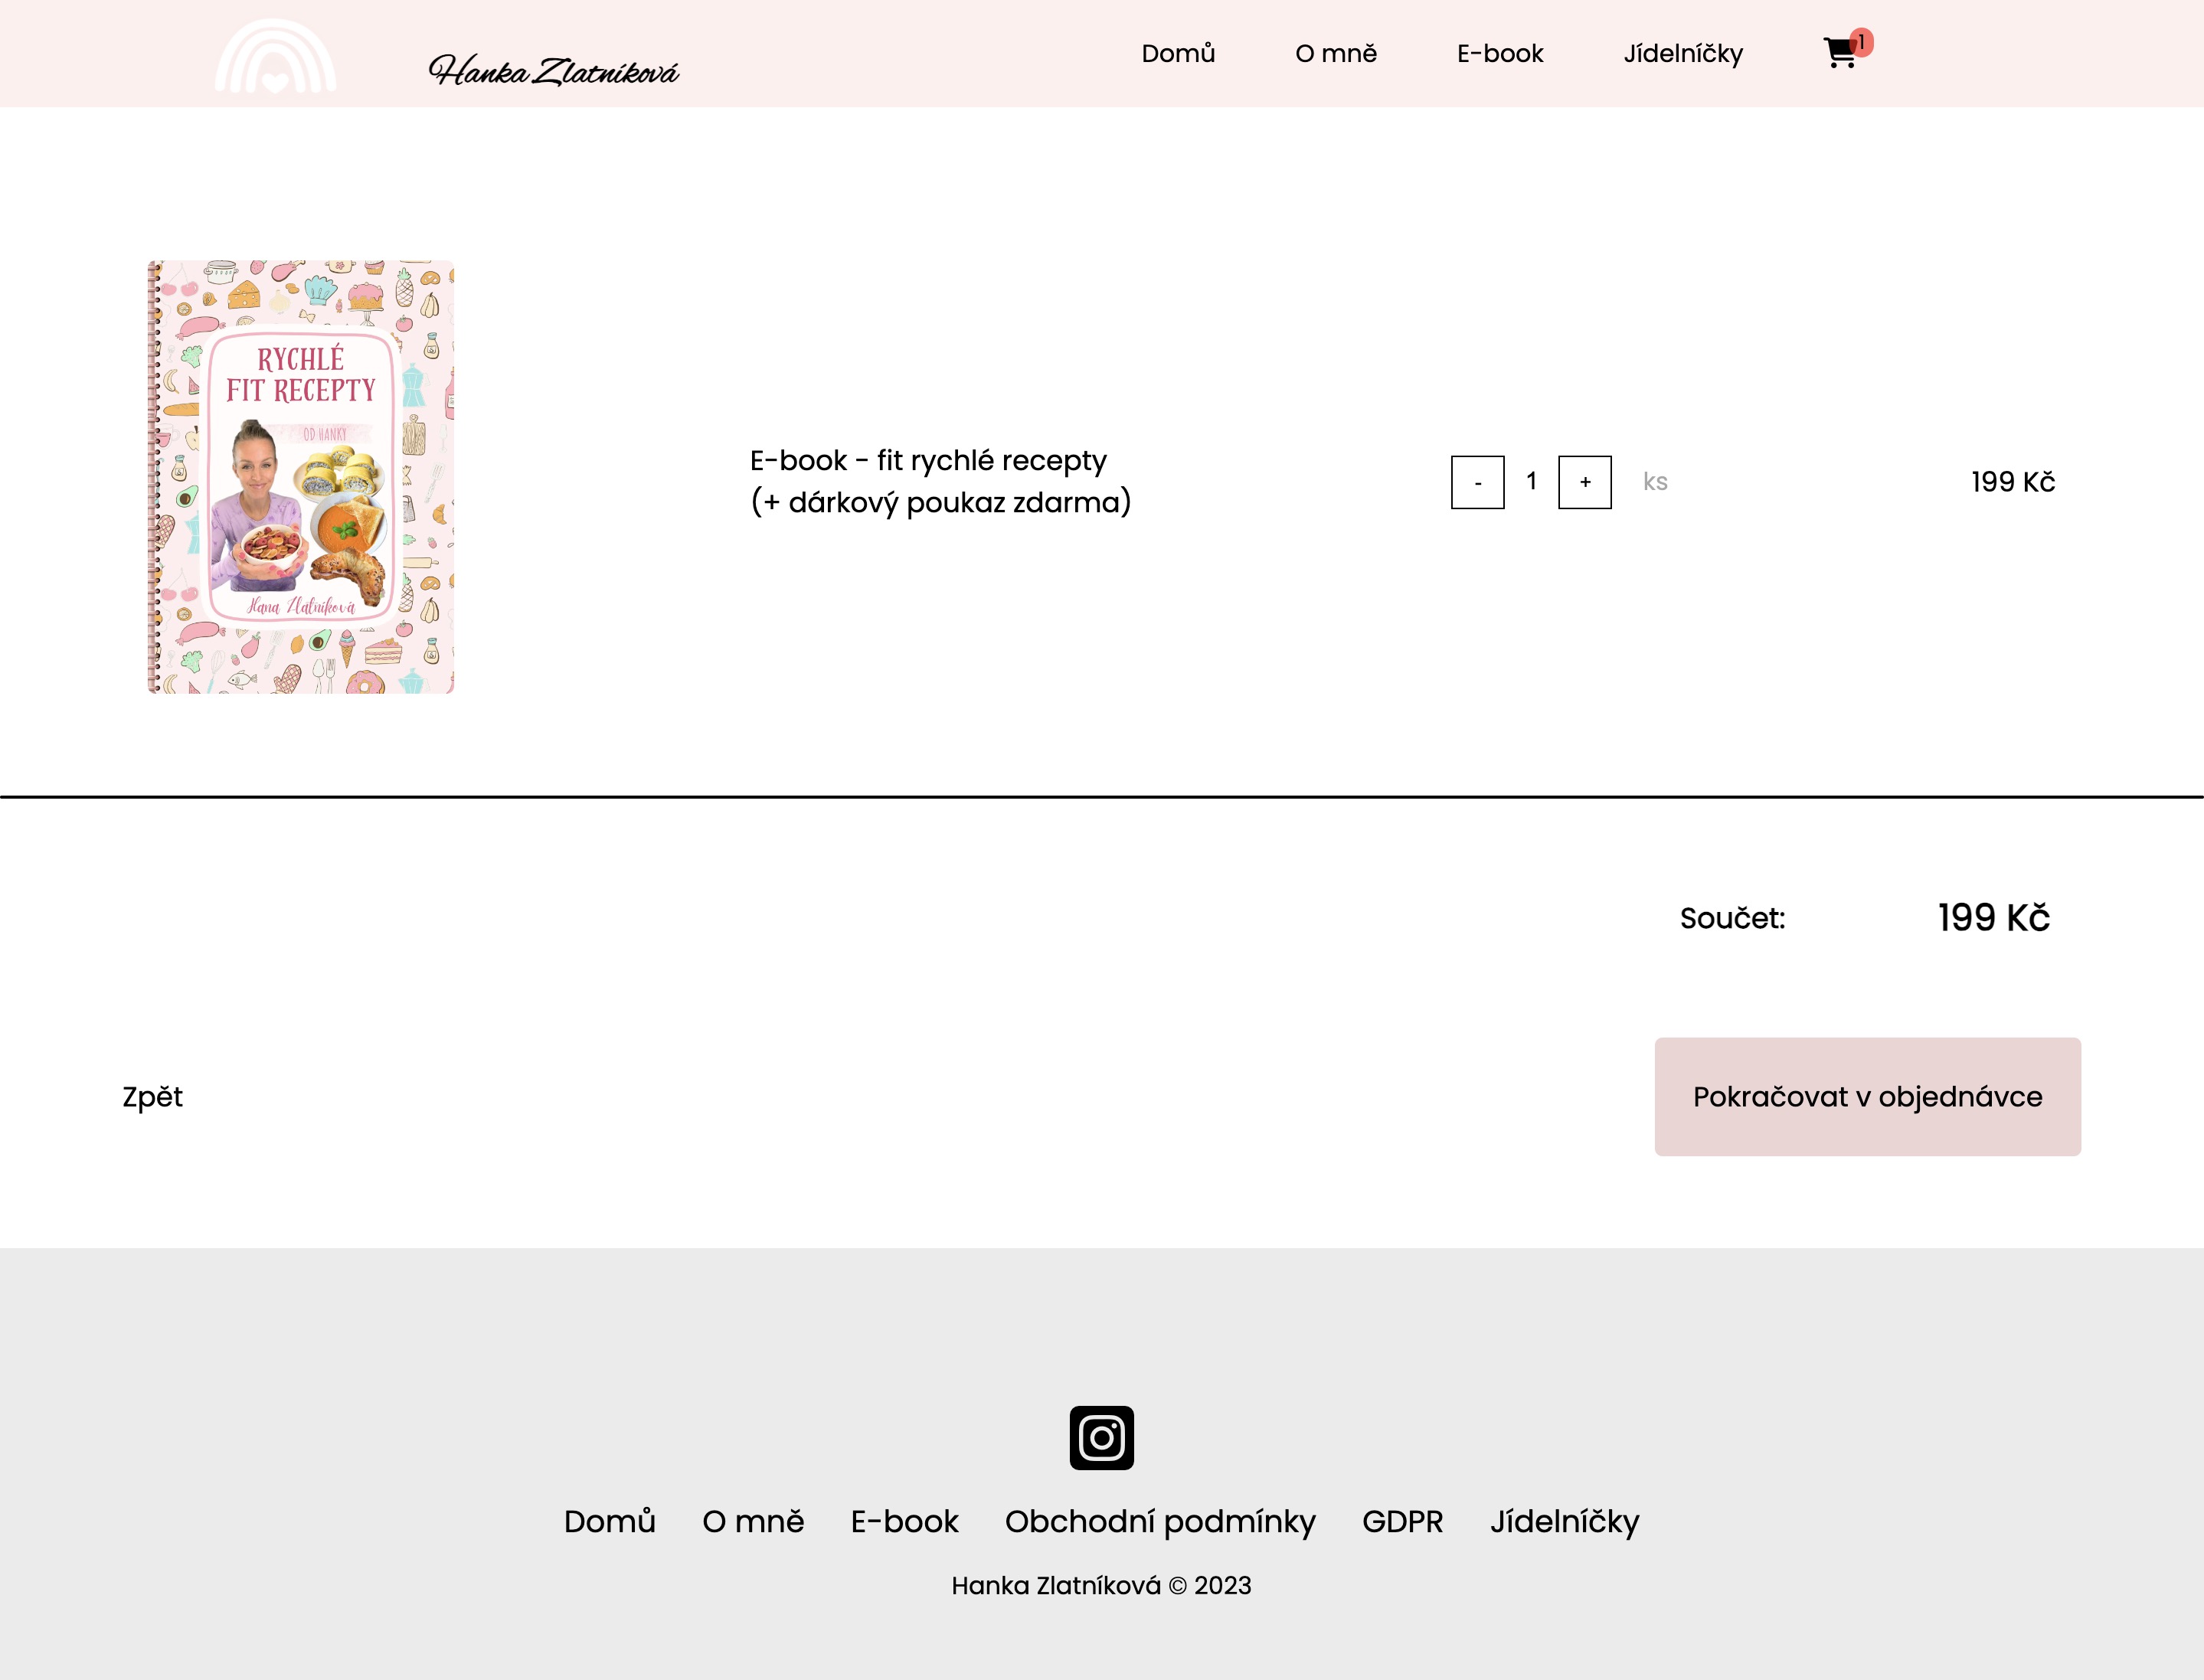 Hanka Zlatníková
Domů
O mně
E-book
Jídelníčky
1
RYCHLÉ
FIT RECEPTY
OD HANKY
Hana Zlatníková
E-book - fit rychlé recepty
(+ dárkový poukaz zdarma)
- 1 + ks
199 Kč
Součet: 199 Kč
Zpět
Pokračovat v objednávce
Domů O mně E-book Obchodní podmínky GDPR Jídelníčky
Hanka Zlatníková © 2023